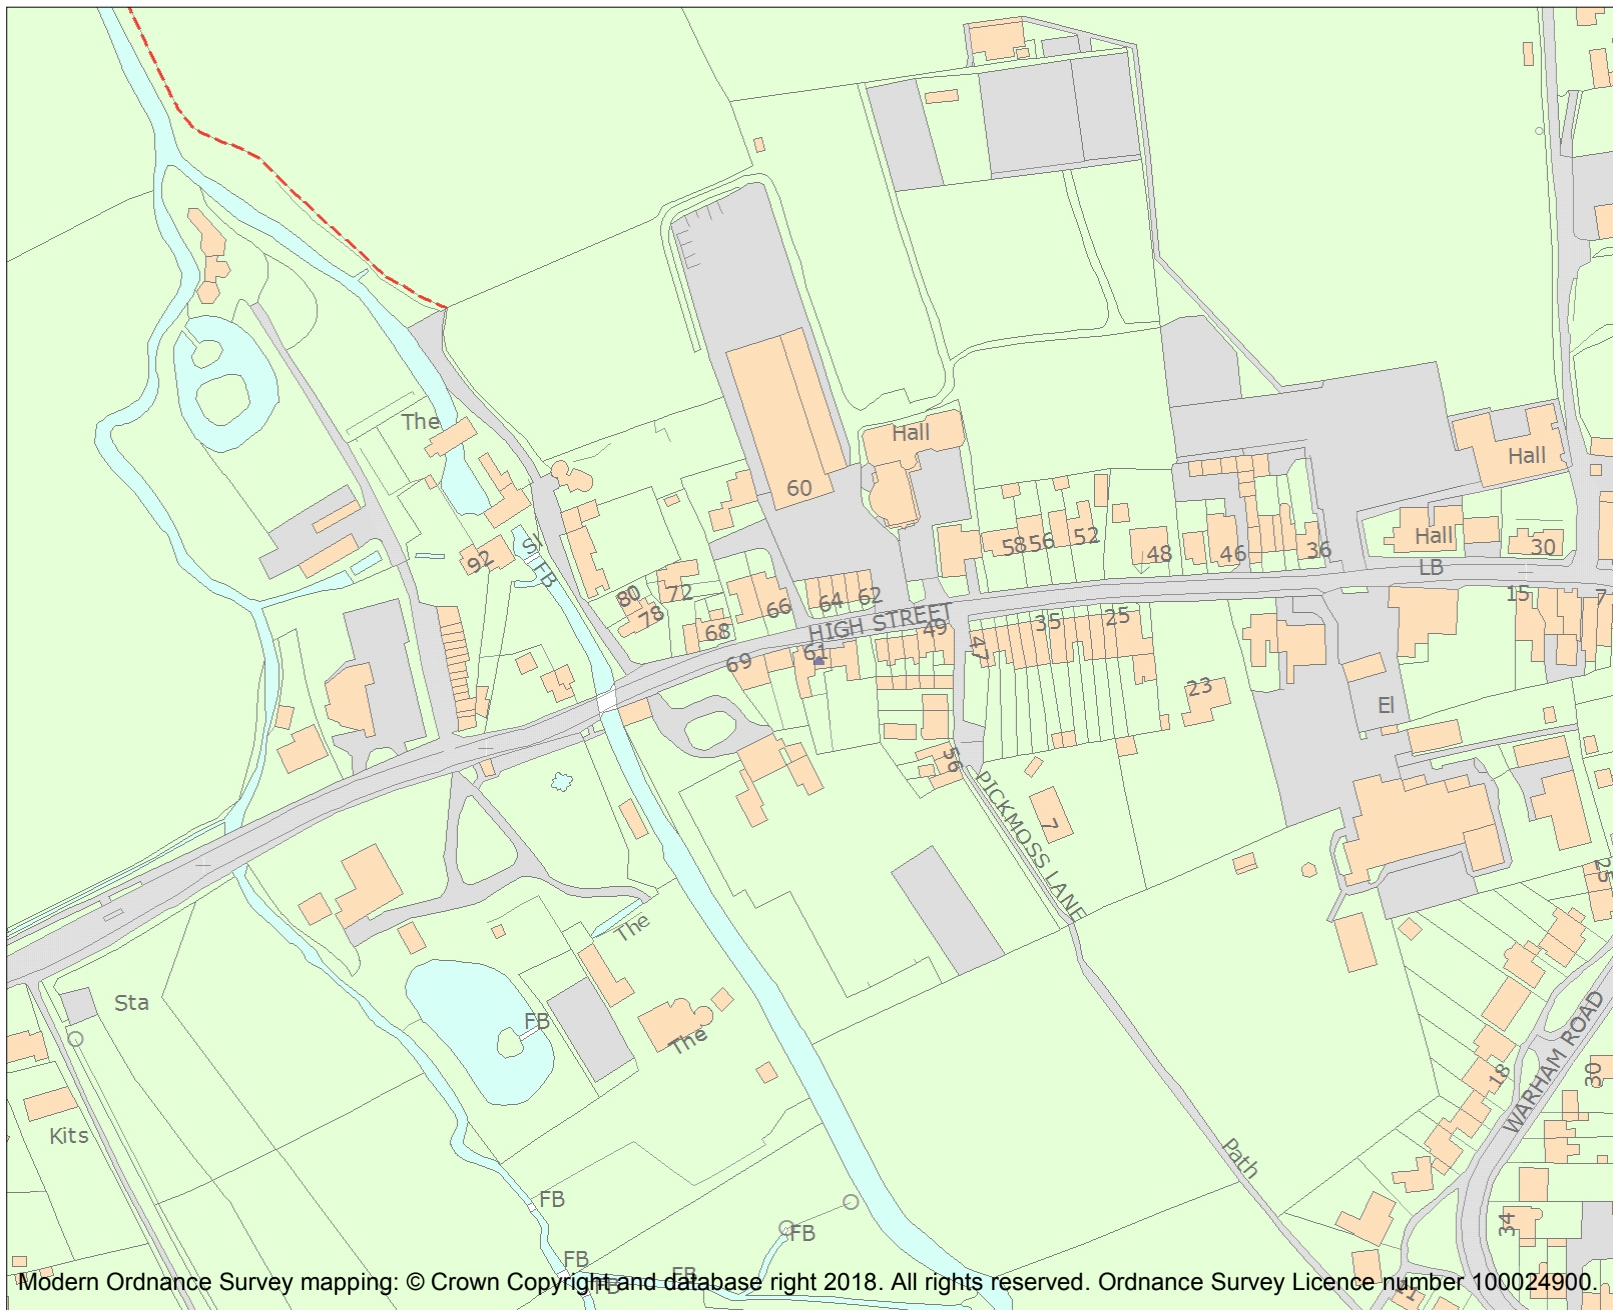 The
Hall
Hall
60
Hall
58
56
52
48
46
36
30
LB
SI
FB
92
80
78
72
68
66
64
62
HIGH STREET
49
47
35
25
15
7
69
61
23
El
56
PICKMOSS LANE
7
25
The
FB
The
Sta
Kits
18
WARHAM ROAD
30
34
Path
FB
FB
FB
FB
FB
11
Modern Ordnance Survey mapping: © Crown Copyright and database right 2018. All rights reserved. Ordnance Survey Licence number 100024900.